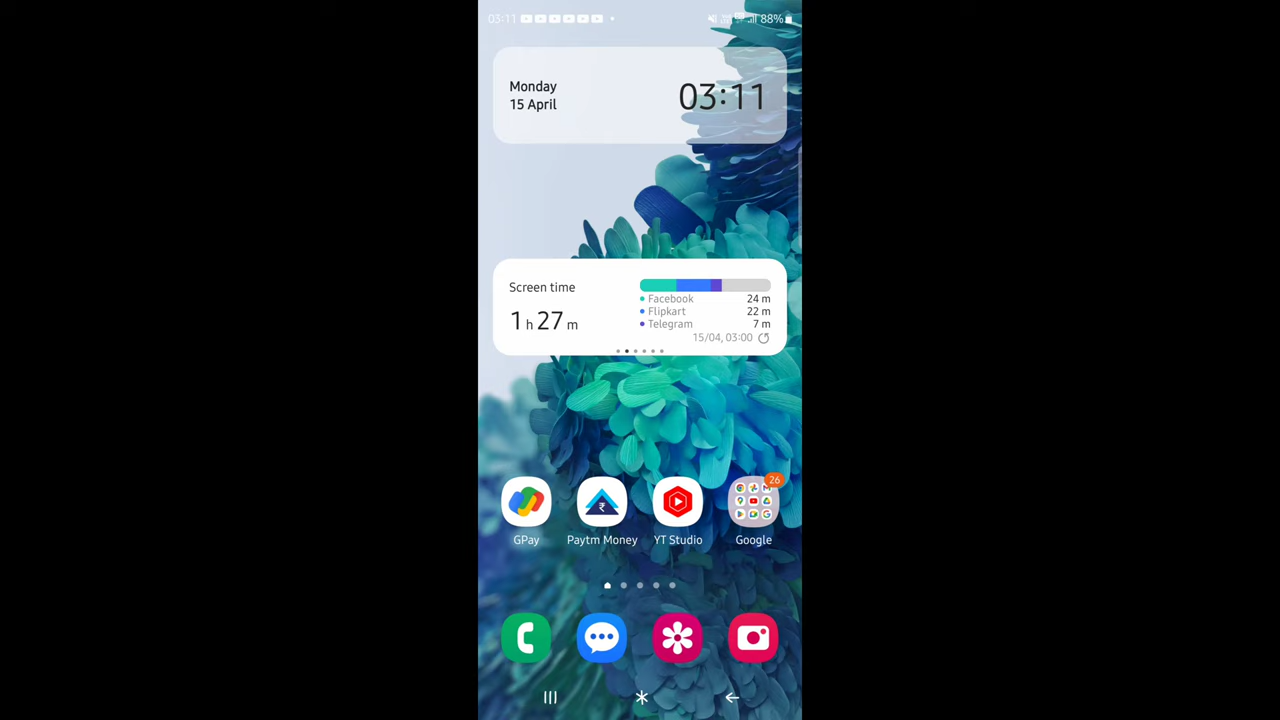 03:11
88%
Monday
15 April
03:11
Screen time
1 h 27 m
Facebook 24 m
Flipkart 22 m
Telegram 7 m
15/04, 03:00
26
GPay
Paytm Money
YT Studio
Google